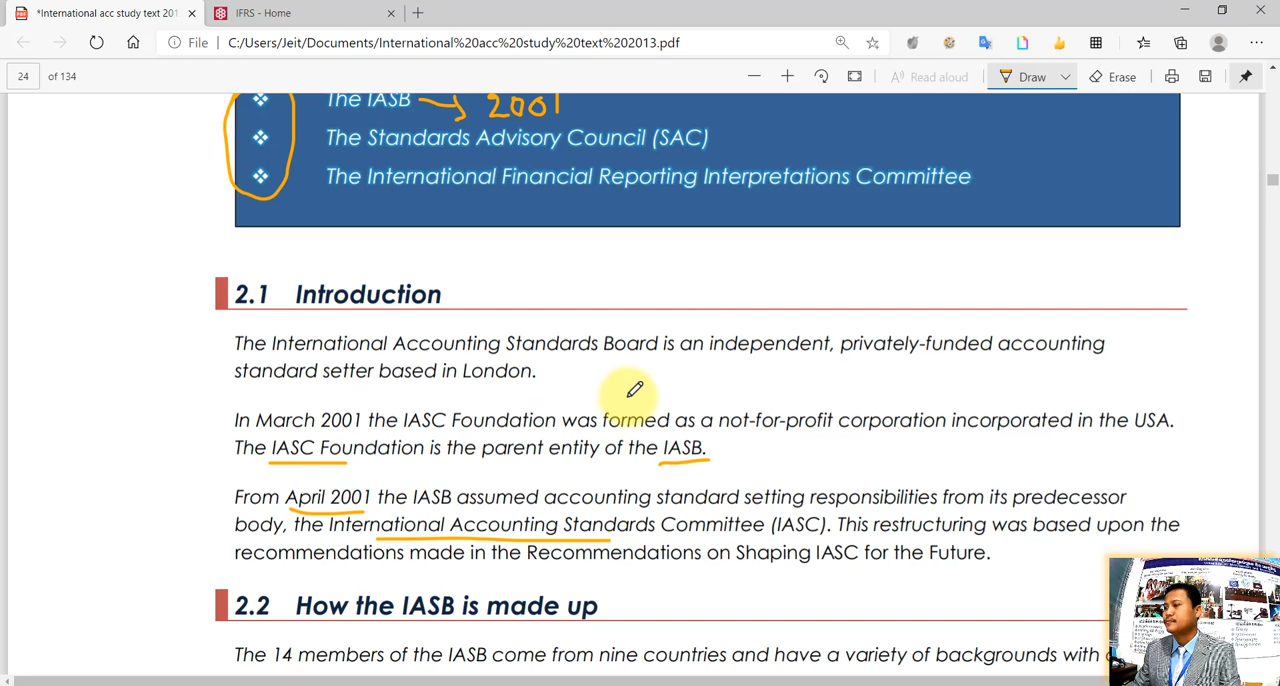 *International acc study text 201
IFRS - Home
File
C:/Users/Jeit/Documents/International%20acc%20study%20text%202013.pdf
24 of 134
Read aloud
Draw
Erase
The IASB → 2001
The Standards Advisory Council (SAC)
The International Financial Reporting Interpretations Committee
2.1 Introduction
The International Accounting Standards Board is an independent, privately-funded accounting
standard setter based in London.
In March 2001 the IASC Foundation was formed as a not-for-profit corporation incorporated in the USA.
The IASC Foundation is the parent entity of the IASB.
From April 2001 the IASB assumed accounting standard setting responsibilities from its predecessor
body, the International Accounting Standards Committee (IASC). This restructuring was based upon the
recommendations made in the Recommendations on Shaping IASC for the Future.
2.2 How the IASB is made up
The 14 members of the IASB come from nine countries and have a variety of backgrounds with